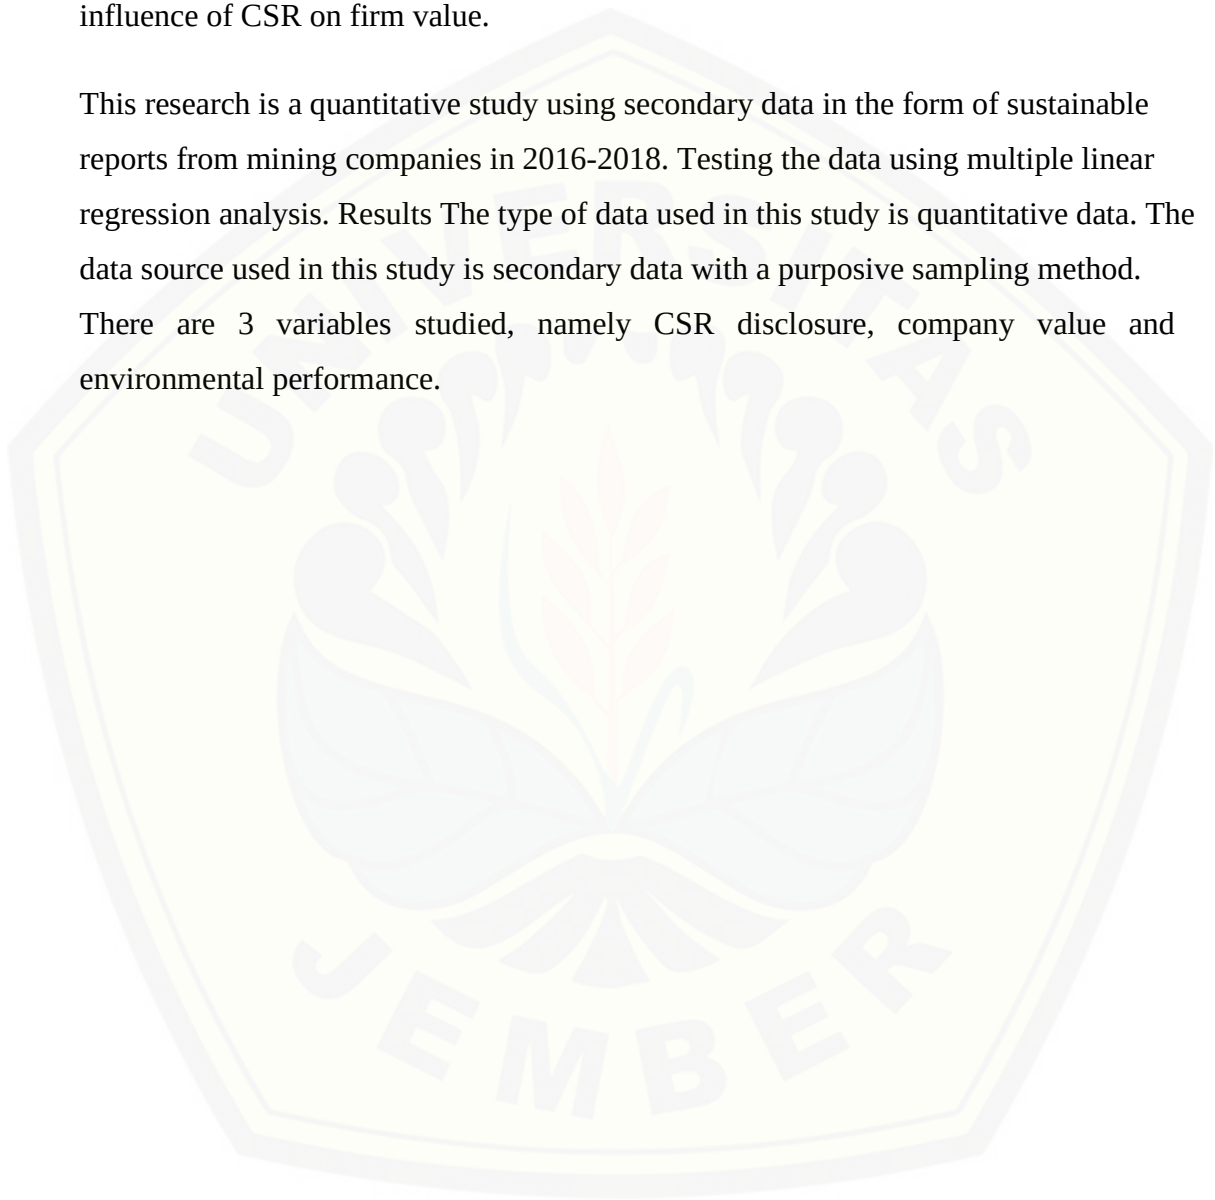 influence of CSR on firm value.
This research is a quantitative study using secondary data in the form of sustainable
reports from mining companies in 2016-2018. Testing the data using multiple linear
regression analysis. Results The type of data used in this study is quantitative data. The
data source used in this study is secondary data with a purposive sampling method.
There are 3 variables studied, namely CSR disclosure, company value and
environmental performance.
UNIVERSITAS
JEMBER